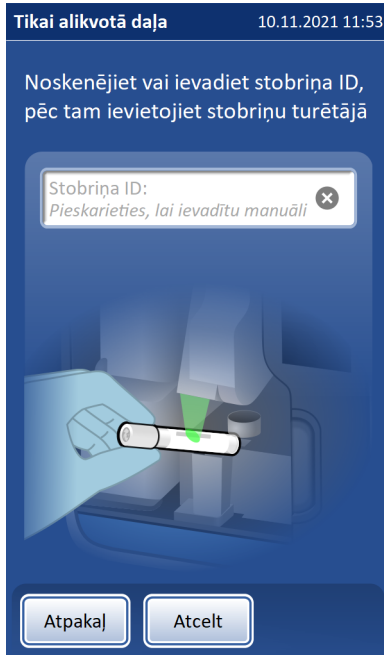 Tikai alikvotā daļa 10.11.2021 11:53
Noskenējiet vai ievadiet stobriņa ID,
pēc tam ievietojiet stobriņu turētājā
Stobriņa ID:
Pieskarieties, lai ievadītu manuāli
Atpakaļ Atcelt